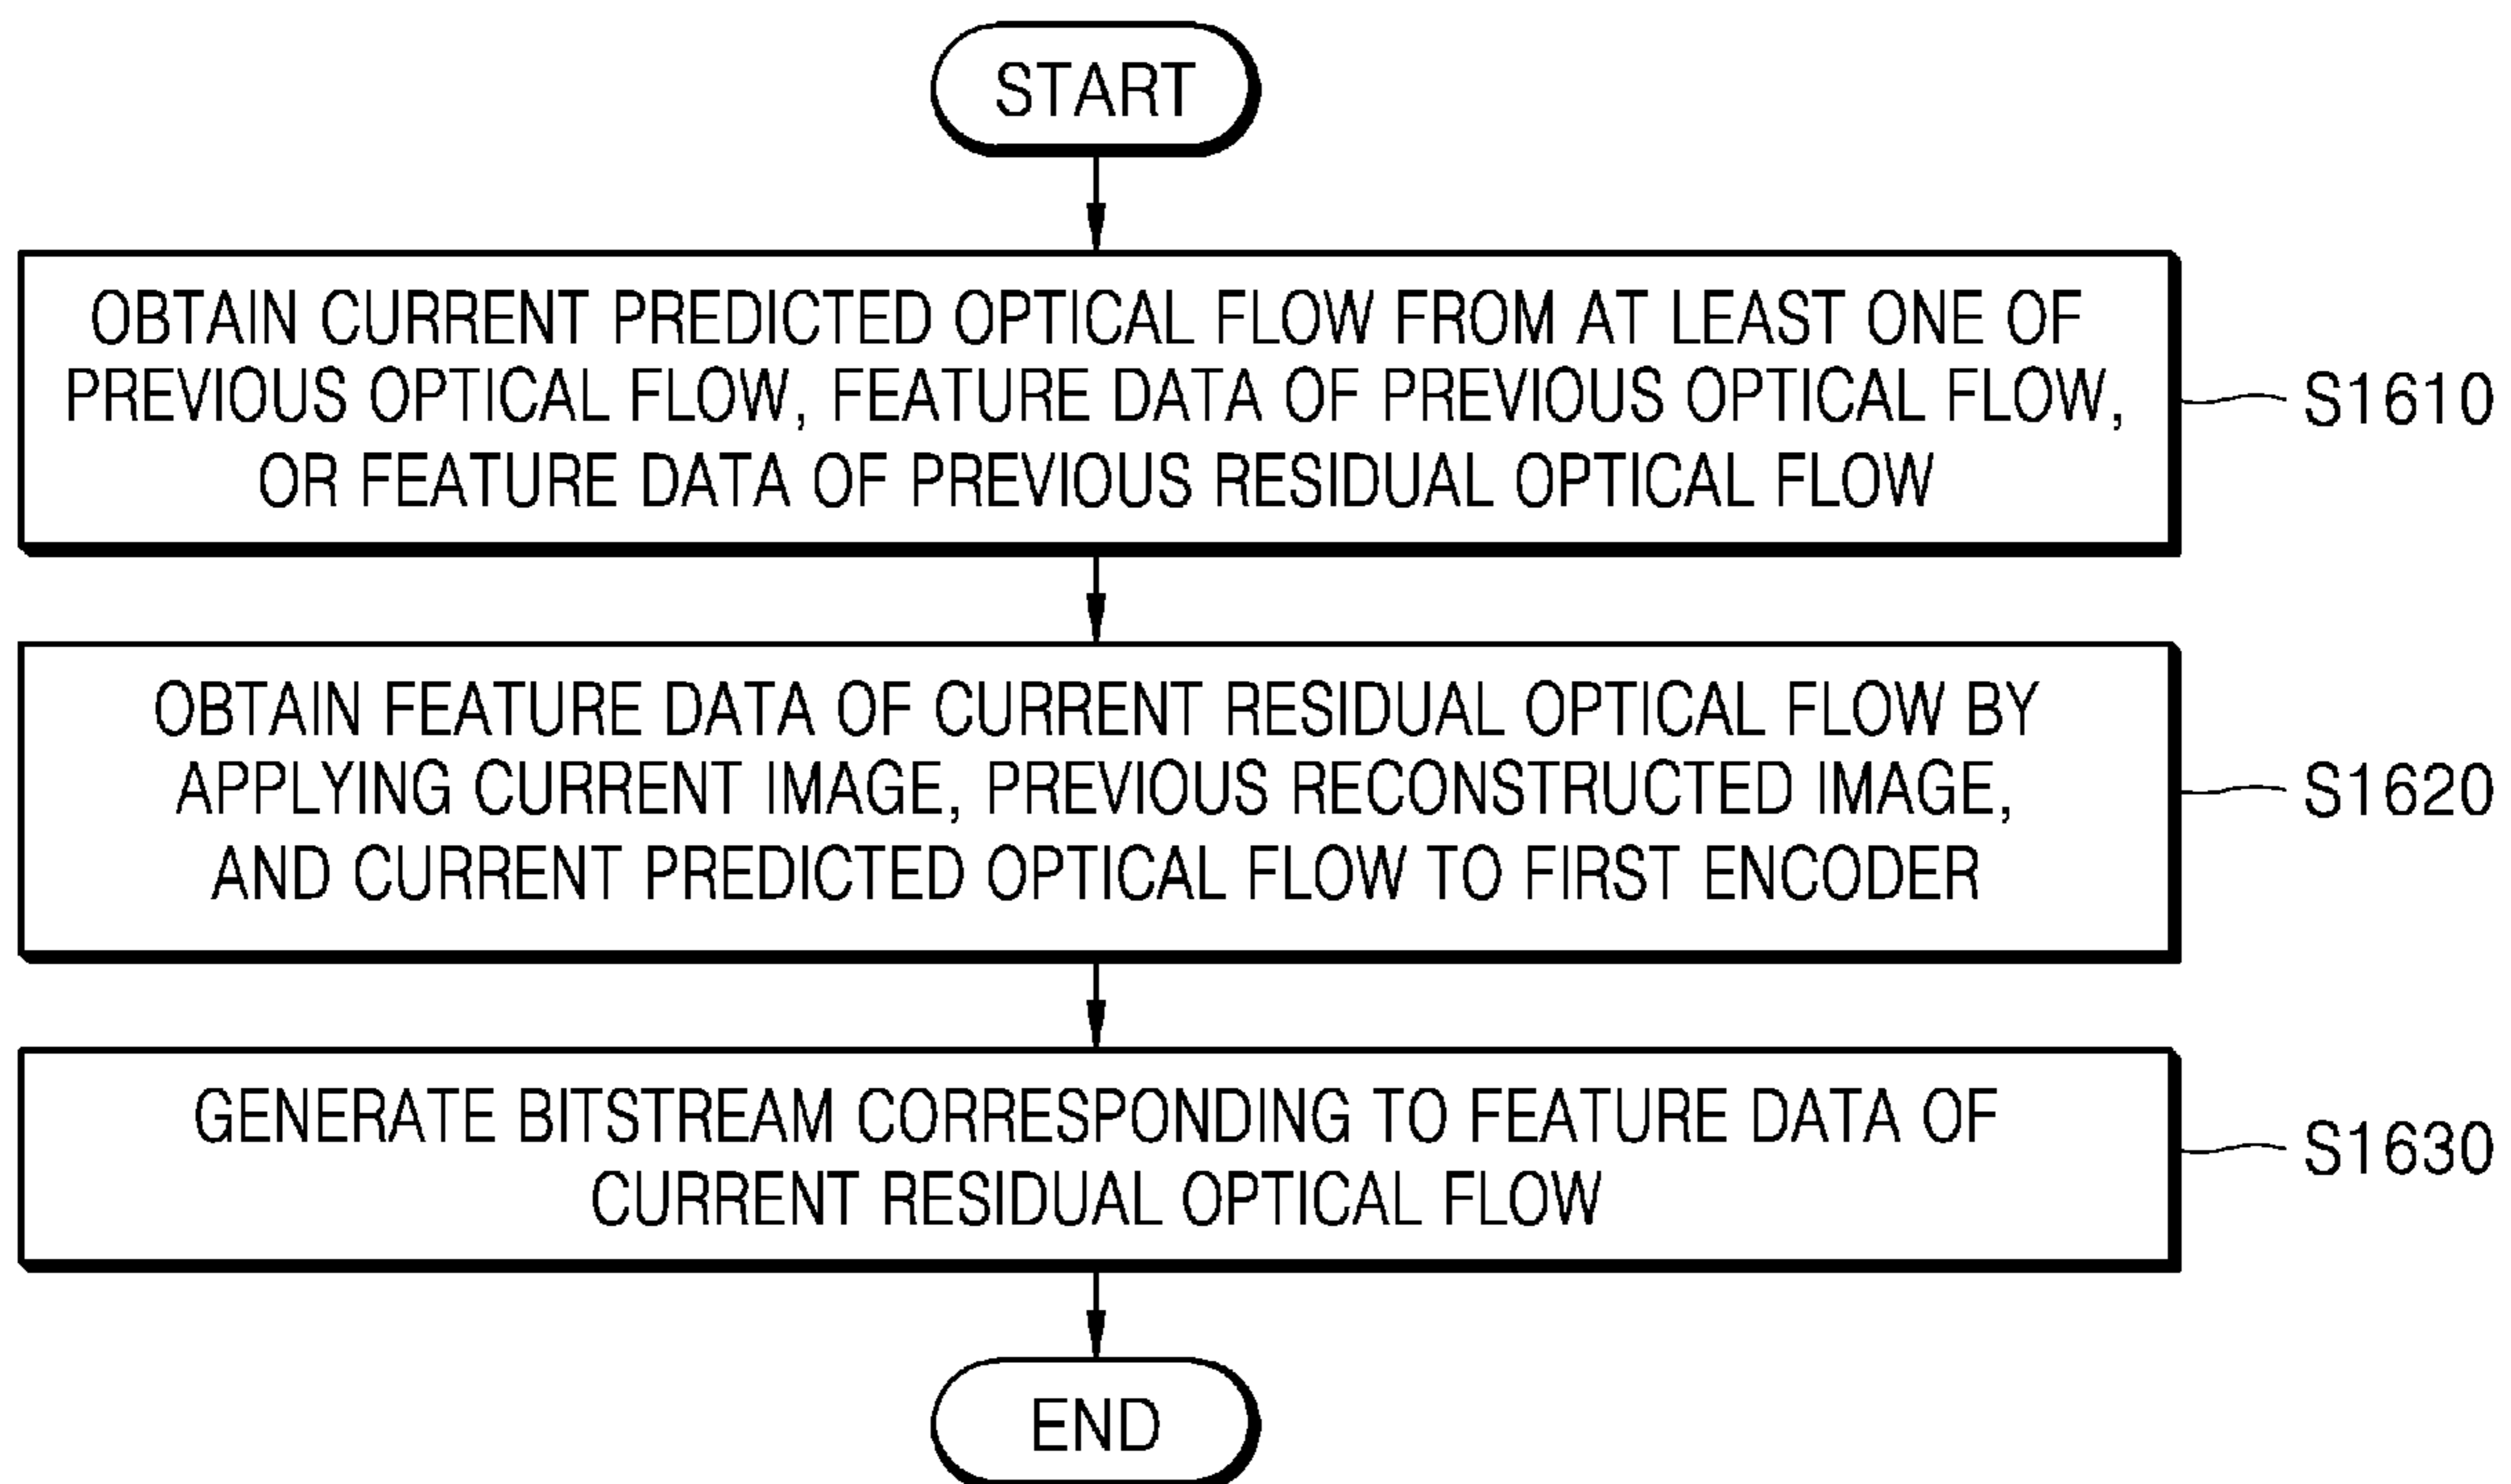 START
OBTAIN CURRENT PREDICTED OPTICAL FLOW FROM AT LEAST ONE OF
PREVIOUS OPTICAL FLOW, FEATURE DATA OF PREVIOUS OPTICAL FLOW,
OR FEATURE DATA OF PREVIOUS RESIDUAL OPTICAL FLOW
S1610
OBTAIN FEATURE DATA OF CURRENT RESIDUAL OPTICAL FLOW BY
APPLYING CURRENT IMAGE, PREVIOUS RECONSTRUCTED IMAGE,
AND CURRENT PREDICTED OPTICAL FLOW TO FIRST ENCODER
S1620
GENERATE BITSTREAM CORRESPONDING TO FEATURE DATA OF
CURRENT RESIDUAL OPTICAL FLOW
S1630
END